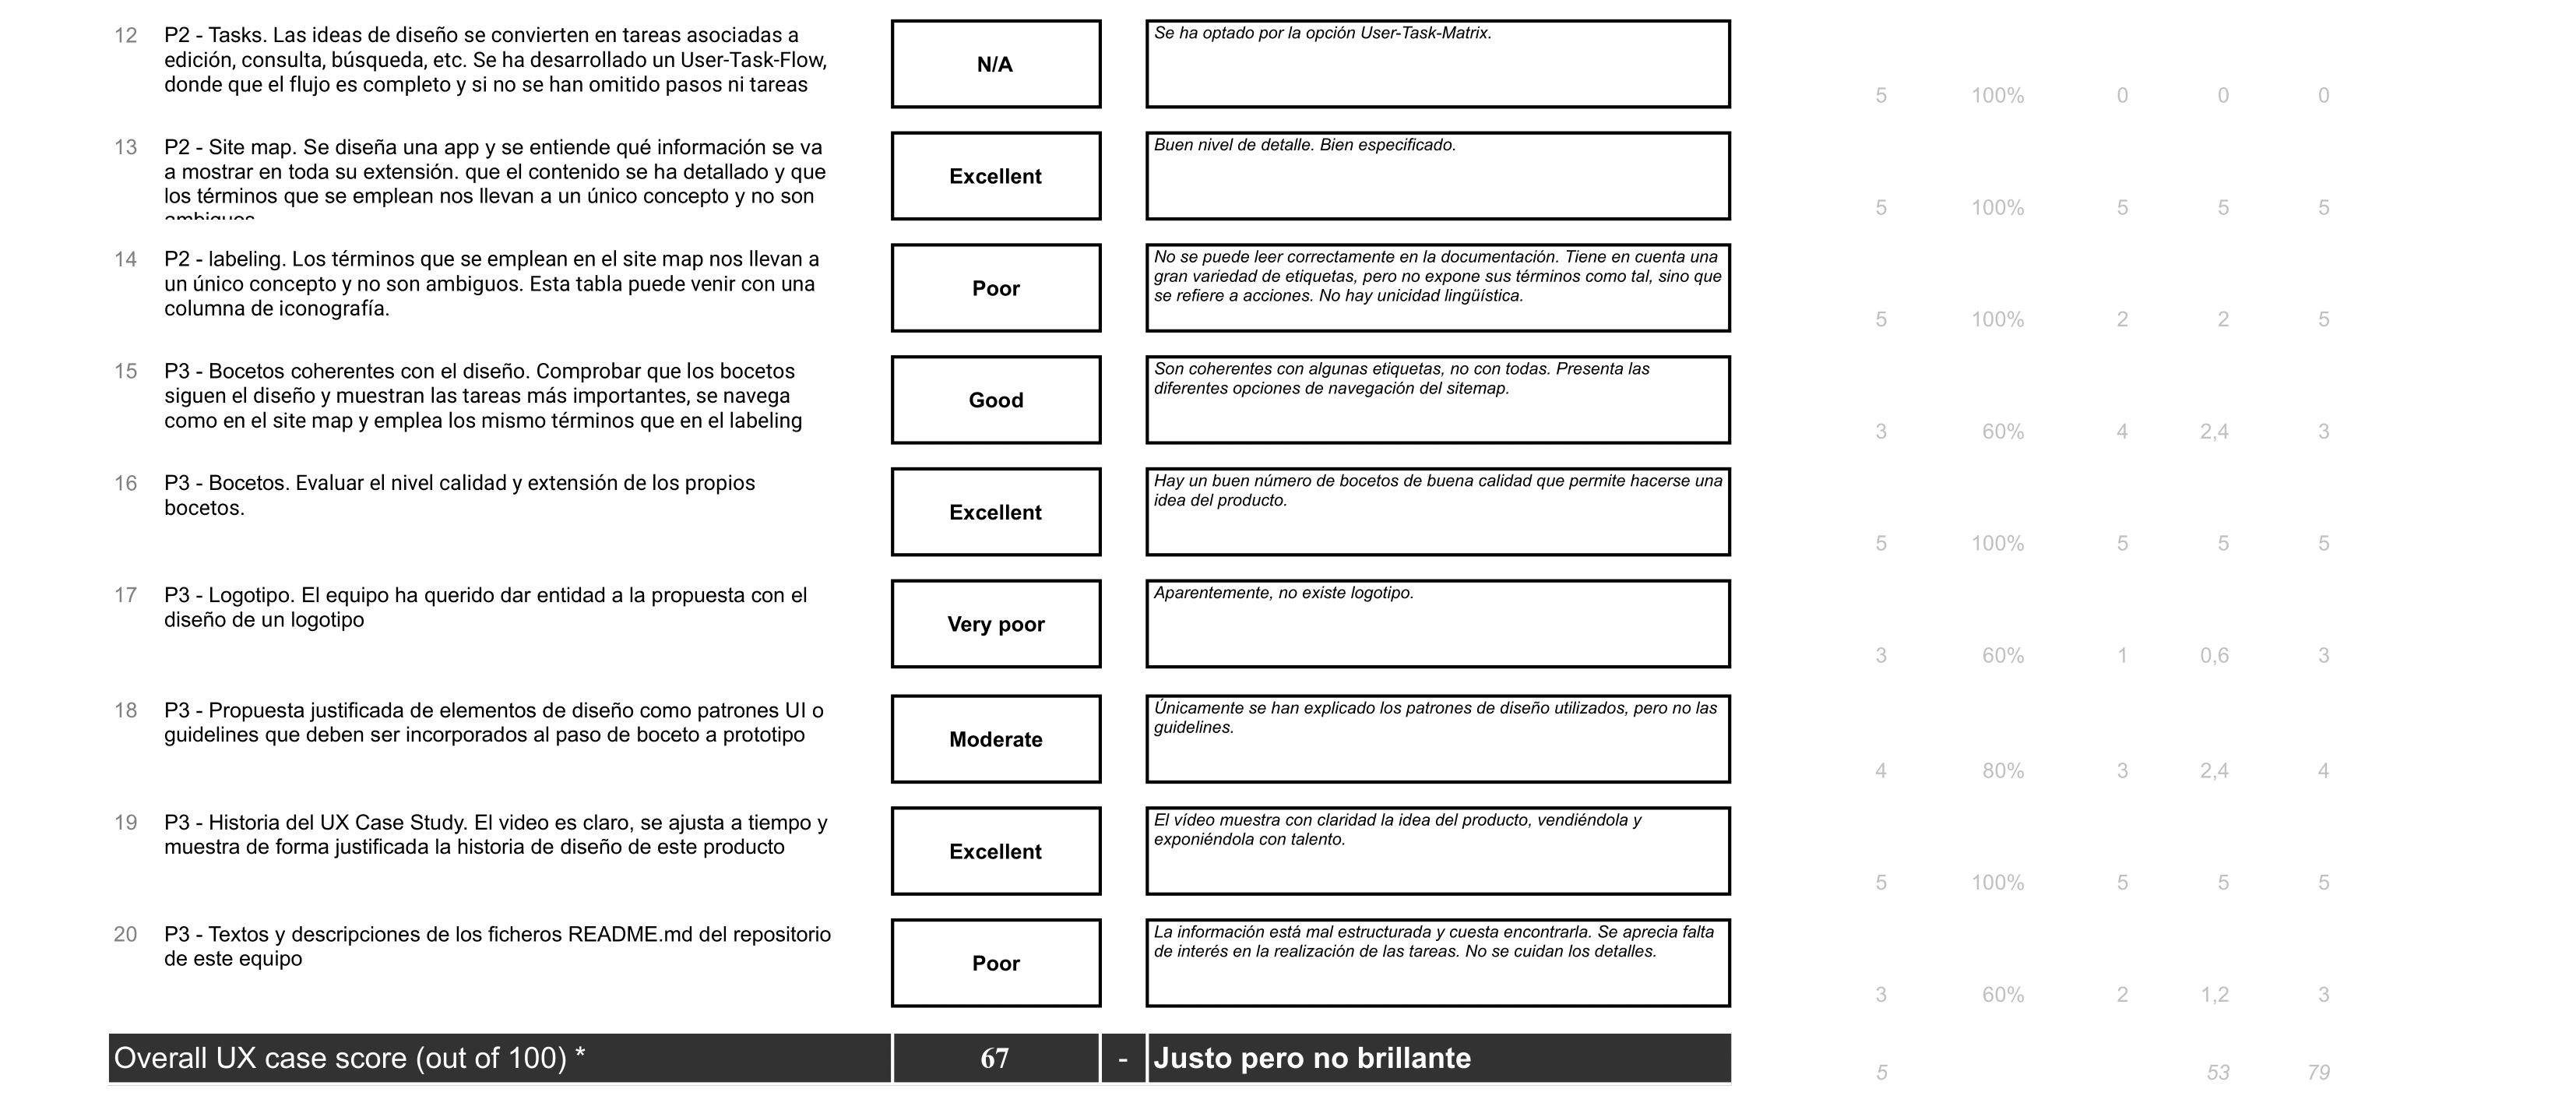 12 P2 - Tasks. Las ideas de diseño se convierten en tareas asociadas a
edición, consulta, búsqueda, etc. Se ha desarrollado un User-Task-Flow,
donde que el flujo es completo y si no se han omitido pasos ni tareas
N/A
Se ha optado por la opción User-Task-Matrix.
5 100% 0 0 0
13 P2 - Site map. Se diseña una app y se entiende qué información se va
a mostrar en toda su extensión. que el contenido se ha detallado y que
los términos que se emplean nos llevan a un único concepto y no son
ambiguos.
Excellent
Buen nivel de detalle. Bien especificado.
5 100% 5 5 5
14 P2 - labeling. Los términos que se emplean en el site map nos llevan a
un único concepto y no son ambiguos. Esta tabla puede venir con una
columna de iconografía.
Poor
No se puede leer correctamente en la documentación. Tiene en cuenta una
gran variedad de etiquetas, pero no expone sus términos como tal, sino que
se refiere a acciones. No hay unicidad lingüística.
5 100% 2 2 5
15 P3 - Bocetos coherentes con el diseño. Comprobar que los bocetos
siguen el diseño y muestran las tareas más importantes, se navega
como en el site map y emplea los mismo términos que en el labeling
Good
Son coherentes con algunas etiquetas, no con todas. Presenta las
diferentes opciones de navegación del sitemap.
3 60% 4 2,4 3
16 P3 - Bocetos. Evaluar el nivel calidad y extensión de los propios
bocetos.
Excellent
Hay un buen número de bocetos de buena calidad que permite hacerse una
idea del producto.
5 100% 5 5 5
17 P3 - Logotipo. El equipo ha querido dar entidad a la propuesta con el
diseño de un logotipo
Very poor
Aparentemente, no existe logotipo.
3 60% 1 0,6 3
18 P3 - Propuesta justificada de elementos de diseño como patrones UI o
guidelines que deben ser incorporados al paso de boceto a prototipo
Moderate
Únicamente se han explicado los patrones de diseño utilizados, pero no las
guidelines.
4 80% 3 2,4 4
19 P3 - Historia del UX Case Study. El video es claro, se ajusta a tiempo y
muestra de forma justificada la historia de diseño de este producto
Excellent
El vídeo muestra con claridad la idea del producto, vendiéndola y
exponiéndola con talento.
5 100% 5 5 5
20 P3 - Textos y descripciones de los ficheros README.md del repositorio
de este equipo
Poor
La información está mal estructurada y cuesta encontrarla. Se aprecia falta
de interés en la realización de las tareas. No se cuidan los detalles.
3 60% 2 1,2 3
Overall UX case score (out of 100) * 67 - Justo pero no brillante
5 53 79